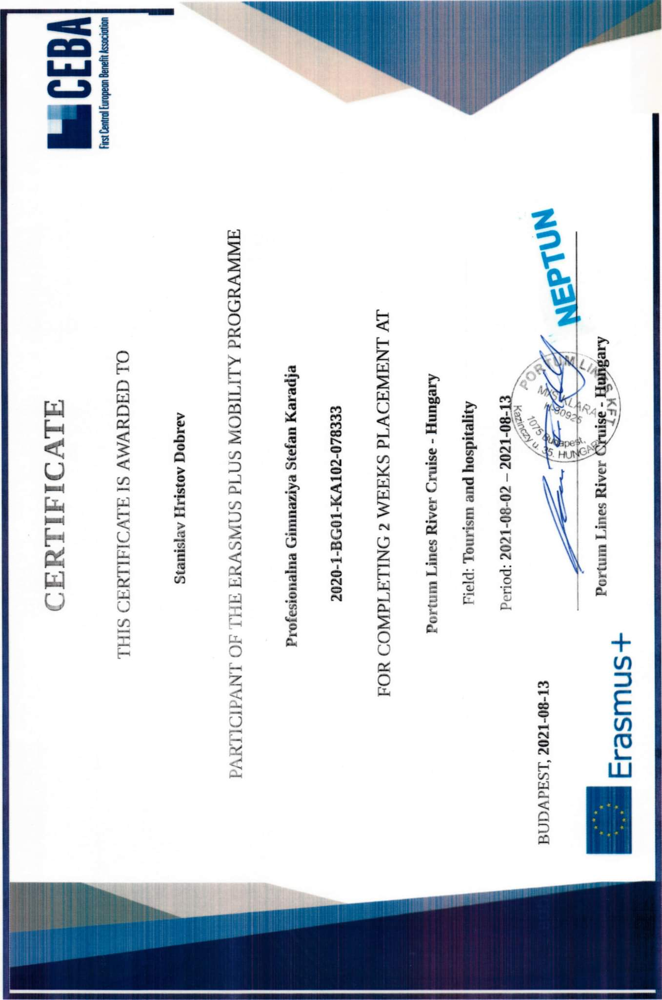 CEBA
First Central European Benefit Association
CERTIFICATE
THIS CERTIFICATE IS AWARDED TO
Stanislav Hristov Dobrev
PARTICIPANT OF THE ERASMUS PLUS MOBILITY PROGRAMME
Profesionalna Gimnaziya Stefan Karadja
2020-1-BG01-KA102-078333
FOR COMPLETING 2 WEEKS PLACEMENT AT
Portum Lines River Cruise - Hungary
Field: Tourism and hospitality
Period: 2021-08-02 – 2021-08-13
BUDAPEST, 2021-08-13
NEPTUN
PORTUM LINES KFT
M/S KLARA
H-80925
1075 Budapest,
Kazinczy u. 35. HUNGARY
Portum Lines River Cruise - Hungary
Erasmus+